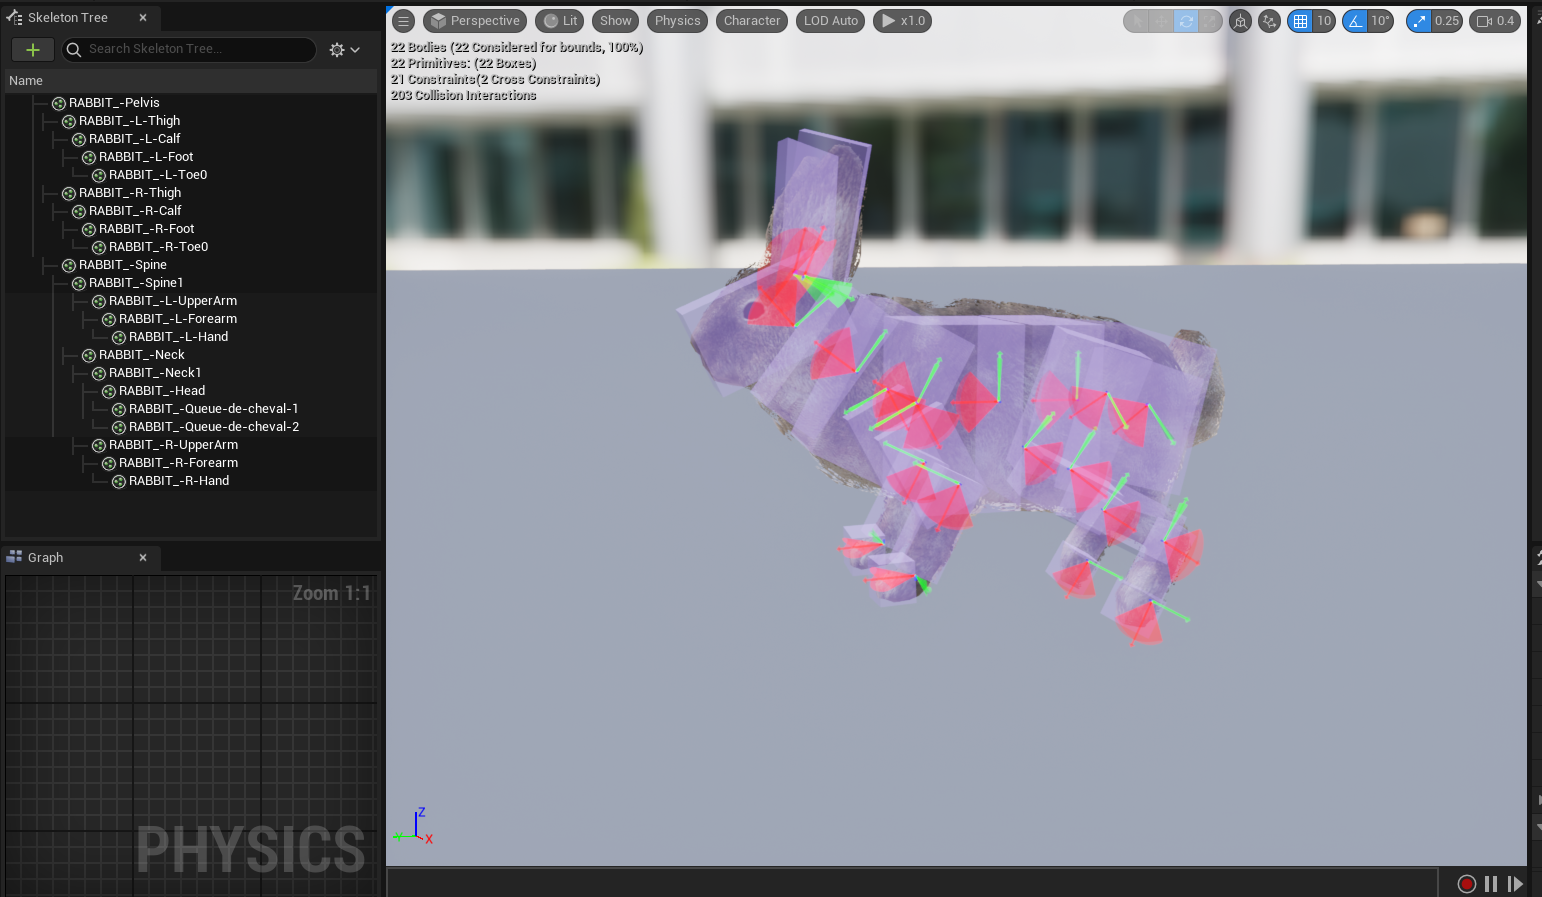 Skeleton Tree
Search Skeleton Tree...
Name
RABBIT_-Pelvis
RABBIT_-L-Thigh
RABBIT_-L-Calf
RABBIT_-L-Foot
RABBIT_-L-Toe0
RABBIT_-R-Thigh
RABBIT_-R-Calf
RABBIT_-R-Foot
RABBIT_-R-Toe0
RABBIT_-Spine
RABBIT_-Spine1
RABBIT_-L-UpperArm
RABBIT_-L-Forearm
RABBIT_-L-Hand
RABBIT_-Neck
RABBIT_-Neck1
RABBIT_-Head
RABBIT_-Queue-de-cheval-1
RABBIT_-Queue-de-cheval-2
RABBIT_-R-UpperArm
RABBIT_-R-Forearm
RABBIT_-R-Hand
Graph
Zoom 1:1
PHYSICS
Perspective Lit Show Physics Character LOD Auto x1.0 10 10° 0.25 0.4
22 Bodies (22 Considered for bounds, 100%)
22 Primitives: (22 Boxes)
21 Constraints(2 Cross Constraints)
203 Collision Interactions
Z
Y
X